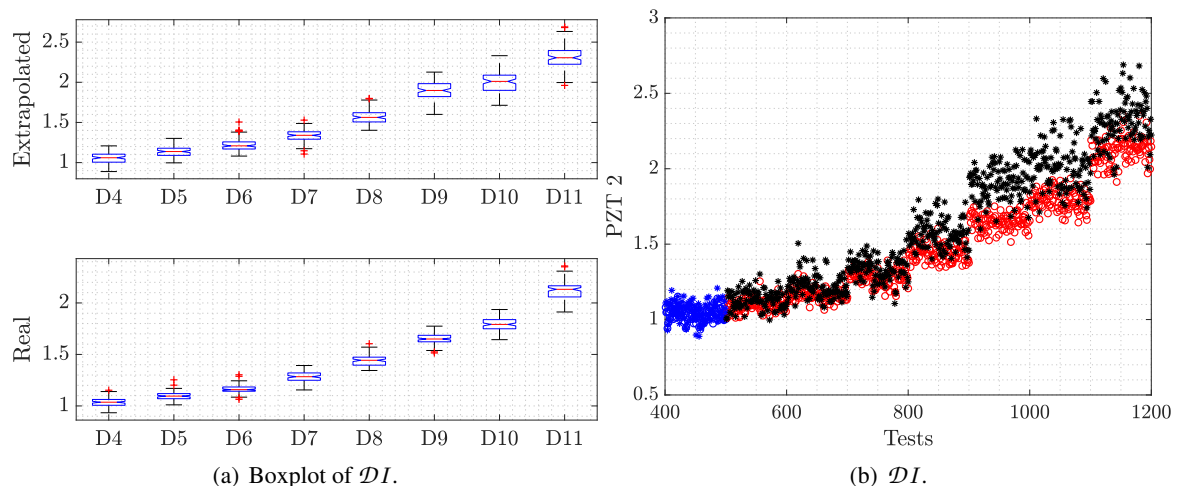 Extrapolated
2.5
2
1.5
1
D4 D5 D6 D7 D8 D9 D10 D11
Real
2
1.5
1
D4 D5 D6 D7 D8 D9 D10 D11
(a) Boxplot of DI.
PZT 2
3
2.5
2
1.5
1
0.5
400 600 800 1000 1200
Tests
(b) DI.